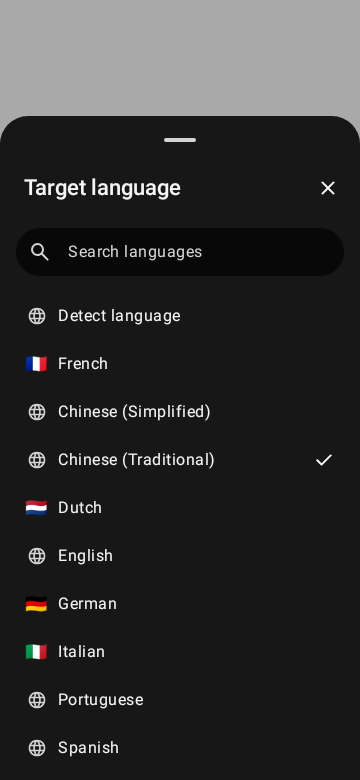 Target language
Search languages
Detect language
French
Chinese (Simplified)
Chinese (Traditional)
Dutch
English
German
Italian
Portuguese
Spanish